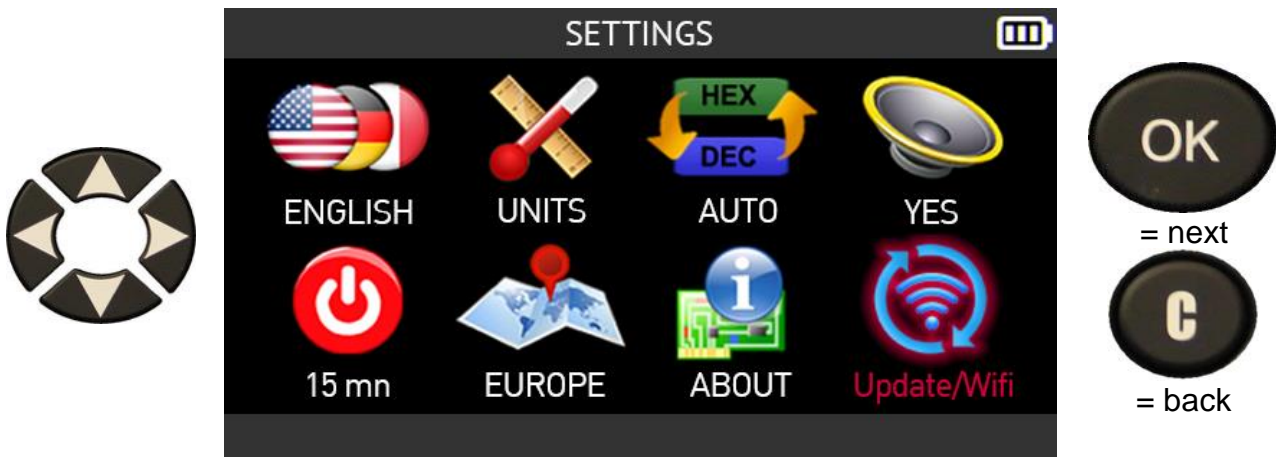 SETTINGS
HEX
DEC
ENGLISH UNITS AUTO YES
15 mn EUROPE ABOUT Update/Wifi
OK
= next
C
= back